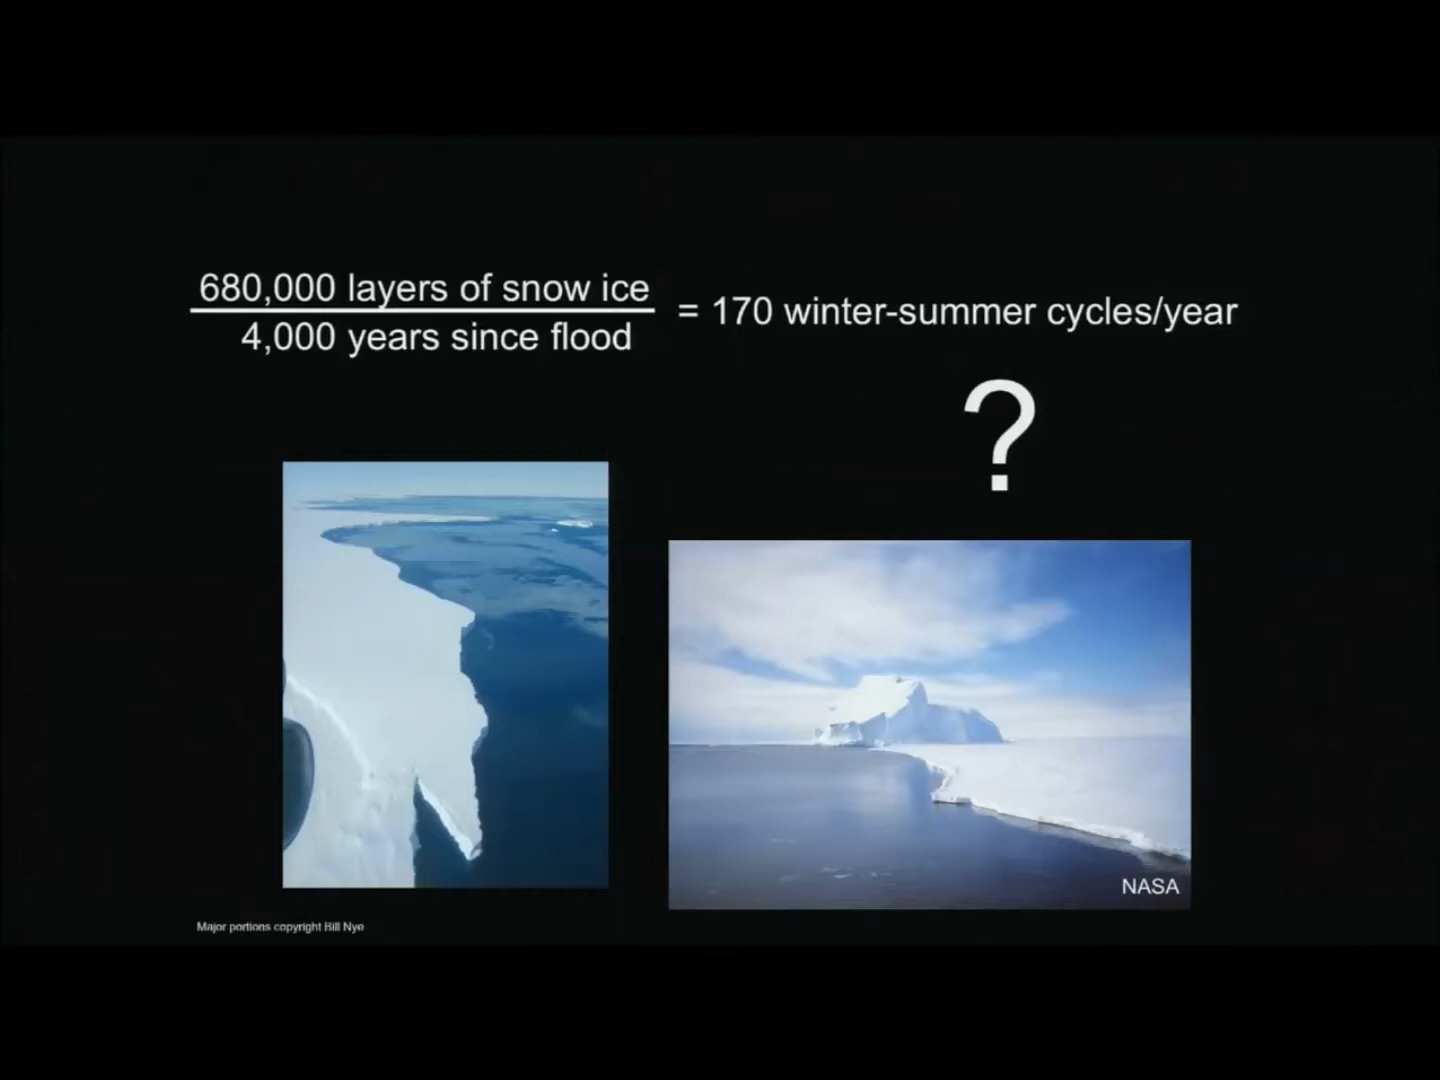 680,000 layers of snow ice
4,000 years since flood
= 170 winter-summer cycles/year
?
NASA
Major portions copyright Bill Nye